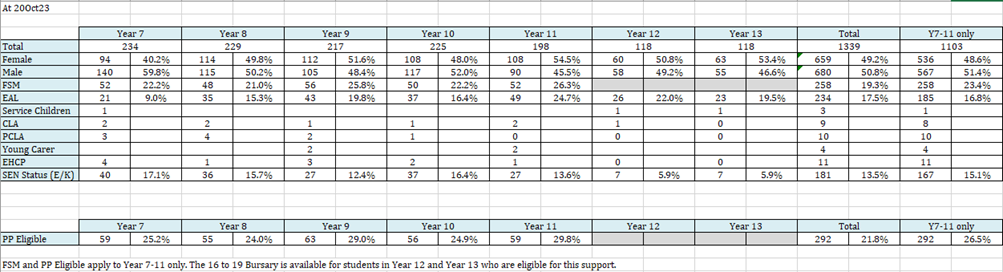 At 20Oct23
Year 7 Year 8 Year 9 Year 10 Year 11 Year 12 Year 13 Total Y7-11 only
Total 234 229 217 225 198 118 118 1339 1103
Female 94 40.2% 114 49.8% 112 51.6% 108 48.0% 108 54.5% 60 50.8% 63 53.4% 659 49.2% 536 48.6%
Male 140 59.8% 115 50.2% 105 48.4% 117 52.0% 90 45.5% 58 49.2% 55 46.6% 680 50.8% 567 51.4%
FSM 52 22.2% 48 21.0% 56 25.8% 50 22.2% 52 26.3% 258 19.3% 258 23.4%
EAL 21 9.0% 35 15.3% 43 19.8% 37 16.4% 49 24.7% 26 22.0% 23 19.5% 234 17.5% 185 16.8%
Service Children 1 1 1 3 1
CLA 2 2 1 1 2 1 0 9 8
PCLA 3 4 2 1 0 0 0 10 10
Young Carer 2 2 4 4
EHCP 4 1 3 2 1 0 0 11 11
SEN Status (E/K) 40 17.1% 36 15.7% 27 12.4% 37 16.4% 27 13.6% 7 5.9% 7 5.9% 181 13.5% 167 15.1%
Year 7 Year 8 Year 9 Year 10 Year 11 Year 12 Year 13 Total Y7-11 only
PP Eligible 59 25.2% 55 24.0% 63 29.0% 56 24.9% 59 29.8% 292 21.8% 292 26.5%
FSM and PP Eligible apply to Year 7-11 only. The 16 to 19 Bursary is available for students in Year 12 and Year 13 who are eligible for this support.